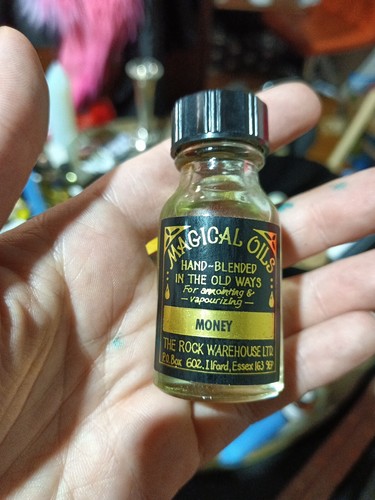 MAGICAL OILS
HAND-BLENDED
IN THE OLD WAYS
For anointing &
- vapourizing -
MONEY
THE ROCK WAREHOUSE LTD.
P.O. Box 602, Ilford, Essex IG3 9EP